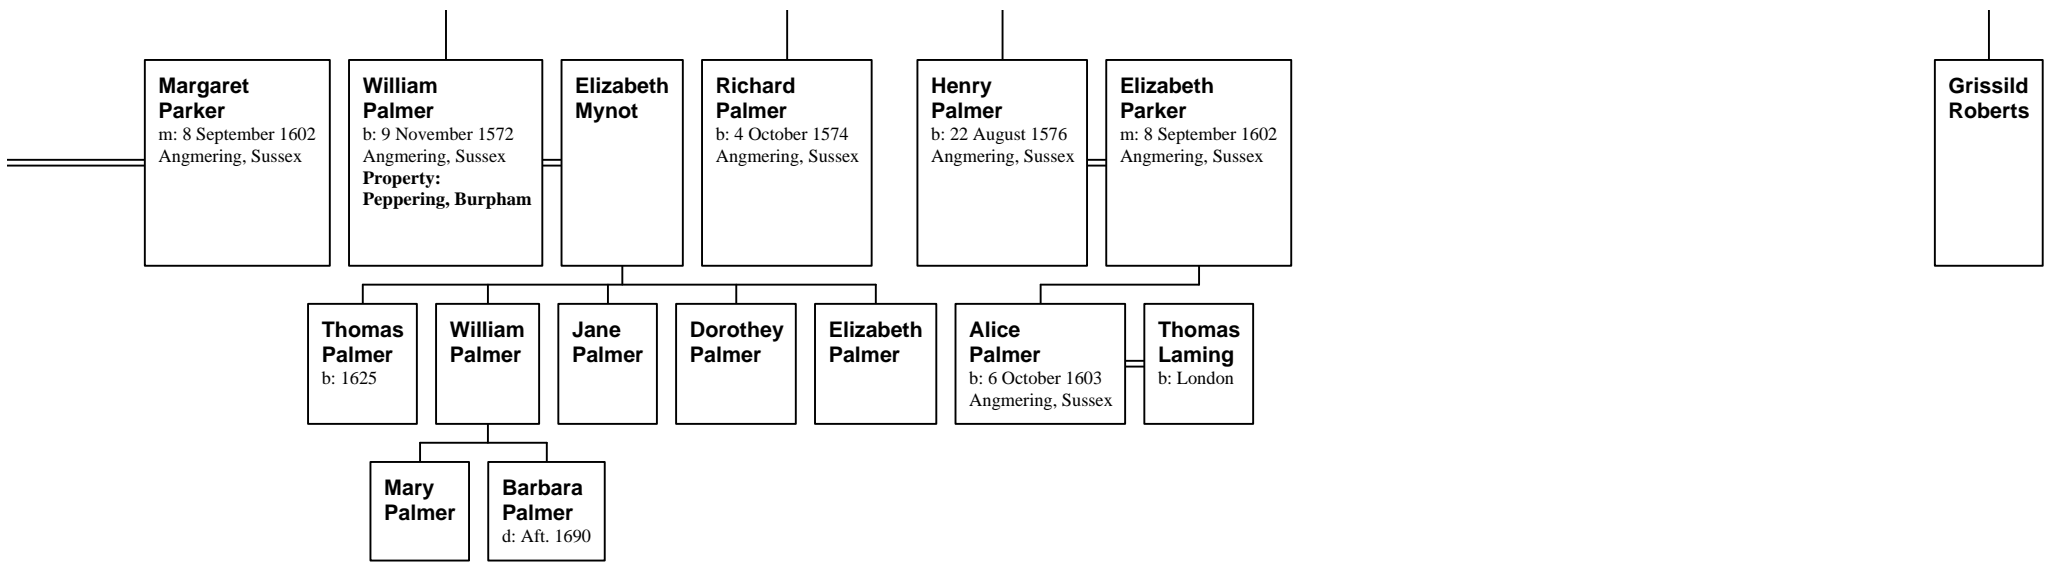 Margaret
Parker
m: 8 September 1602
Angmering, Sussex
William
Palmer
b: 9 November 1572
Angmering, Sussex
Property:
Peppering, Burpham
Elizabeth
Mynot
Richard
Palmer
b: 4 October 1574
Angmering, Sussex
Henry
Palmer
b: 22 August 1576
Angmering, Sussex
Elizabeth
Parker
m: 8 September 1602
Angmering, Sussex
Grissild
Roberts
Thomas
Palmer
b: 1625
William
Palmer
Jane
Palmer
Dorothey
Palmer
Elizabeth
Palmer
Alice
Palmer
b: 6 October 1603
Angmering, Sussex
Thomas
Laming
b: London
Mary
Palmer
Barbara
Palmer
d: Aft. 1690